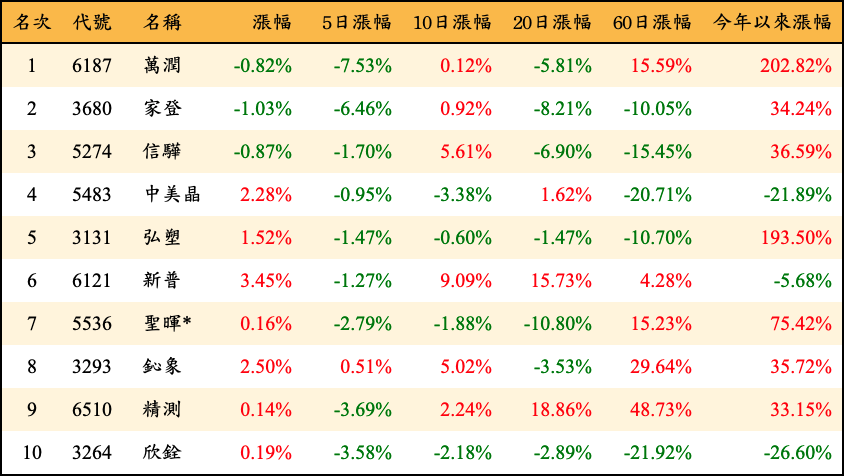 名次 代號 名稱 漲幅 5日漲幅 10日漲幅 20日漲幅 60日漲幅 今年以來漲幅
1 6187 萬潤 -0.82% -7.53% 0.12% -5.81% 15.59% 202.82%
2 3680 家登 -1.03% -6.46% 0.92% -8.21% -10.05% 34.24%
3 5274 信驊 -0.87% -1.70% 5.61% -6.90% -15.45% 36.59%
4 5483 中美晶 2.28% -0.95% -3.38% 1.62% -20.71% -21.89%
5 3131 弘塑 1.52% -1.47% -0.60% -1.47% -10.70% 193.50%
6 6121 新普 3.45% -1.27% 9.09% 15.73% 4.28% -5.68%
7 5536 聖暉* 0.16% -2.79% -1.88% -10.80% 15.23% 75.42%
8 3293 鈊象 2.50% 0.51% 5.02% -3.53% 29.64% 35.72%
9 6510 精測 0.14% -3.69% 2.24% 18.86% 48.73% 33.15%
10 3264 欣銓 0.19% -3.58% -2.18% -2.89% -21.92% -26.60%